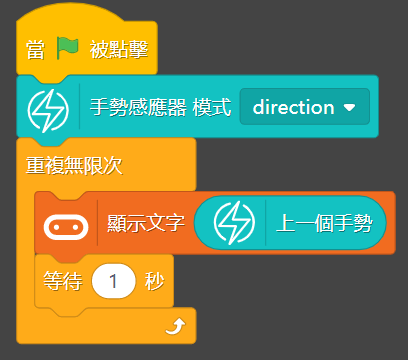 當 被點擊
手勢感應器 模式 direction
重複無限次
顯示文字 上一個手勢
等待 1 秒